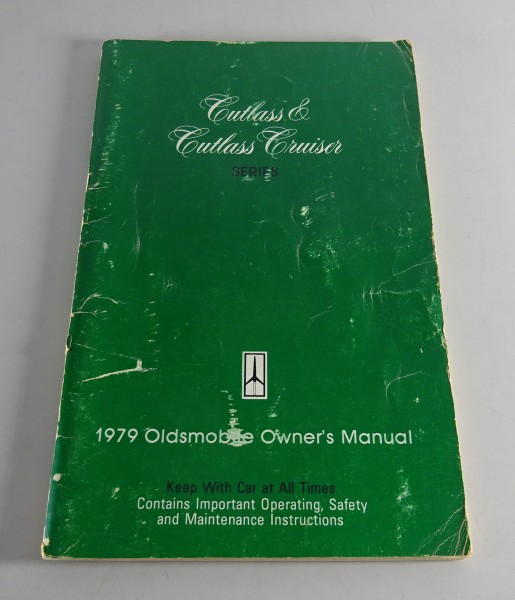 Cutlass &
Cutlass Cruiser
SERIES
1979 Oldsmobile Owner's Manual
Keep With Car at All Times
Contains Important Operating, Safety
and Maintenance Instructions